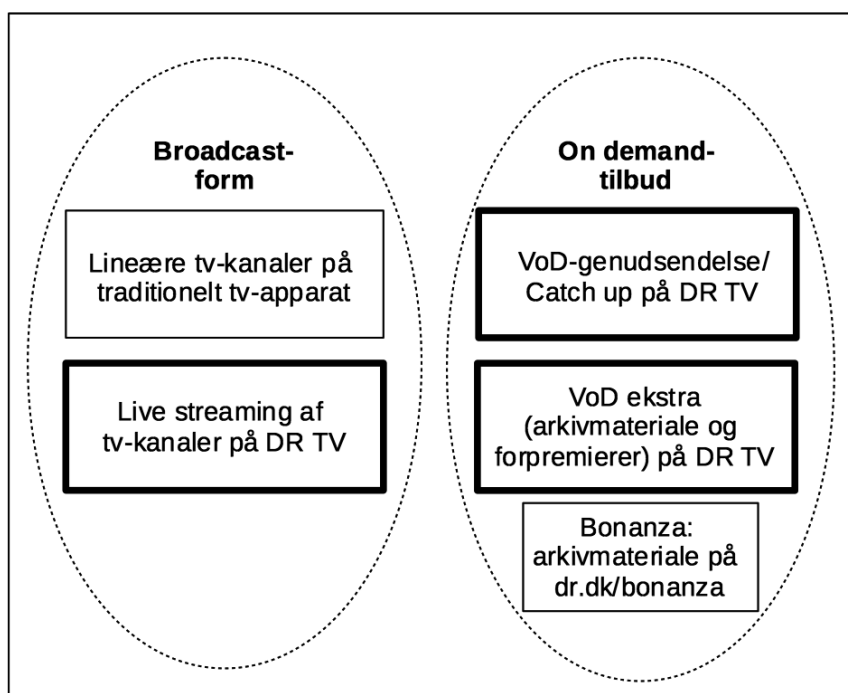 Broadcast-
form
Lineære tv-kanaler på
traditionelt tv-apparat
Live streaming af
tv-kanaler på DR TV
On demand-
tilbud
VoD-genudsendelse/
Catch up på DR TV
VoD ekstra
(arkivmateriale og
forpremierer) på DR TV
Bonanza:
arkivmateriale på
dr.dk/bonanza